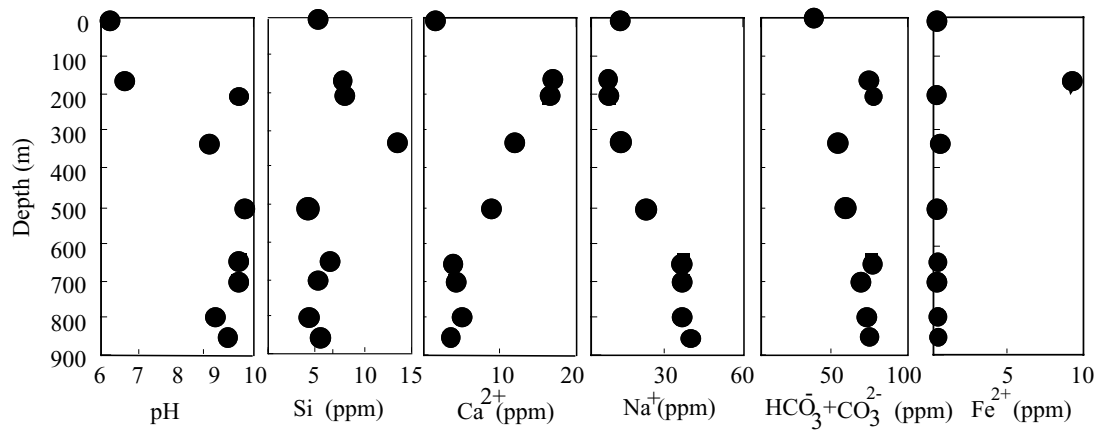 0
100
200
300
400
500
600
700
800
900
Depth (m)
6 7 8 9 10
5 10 15
10 20
30 60
50 100
5 10
pH
Si (ppm)
Ca²⁺(ppm)
Na⁺(ppm)
HCO₃⁻+CO₃²⁻ (ppm)
Fe²⁺ (ppm)